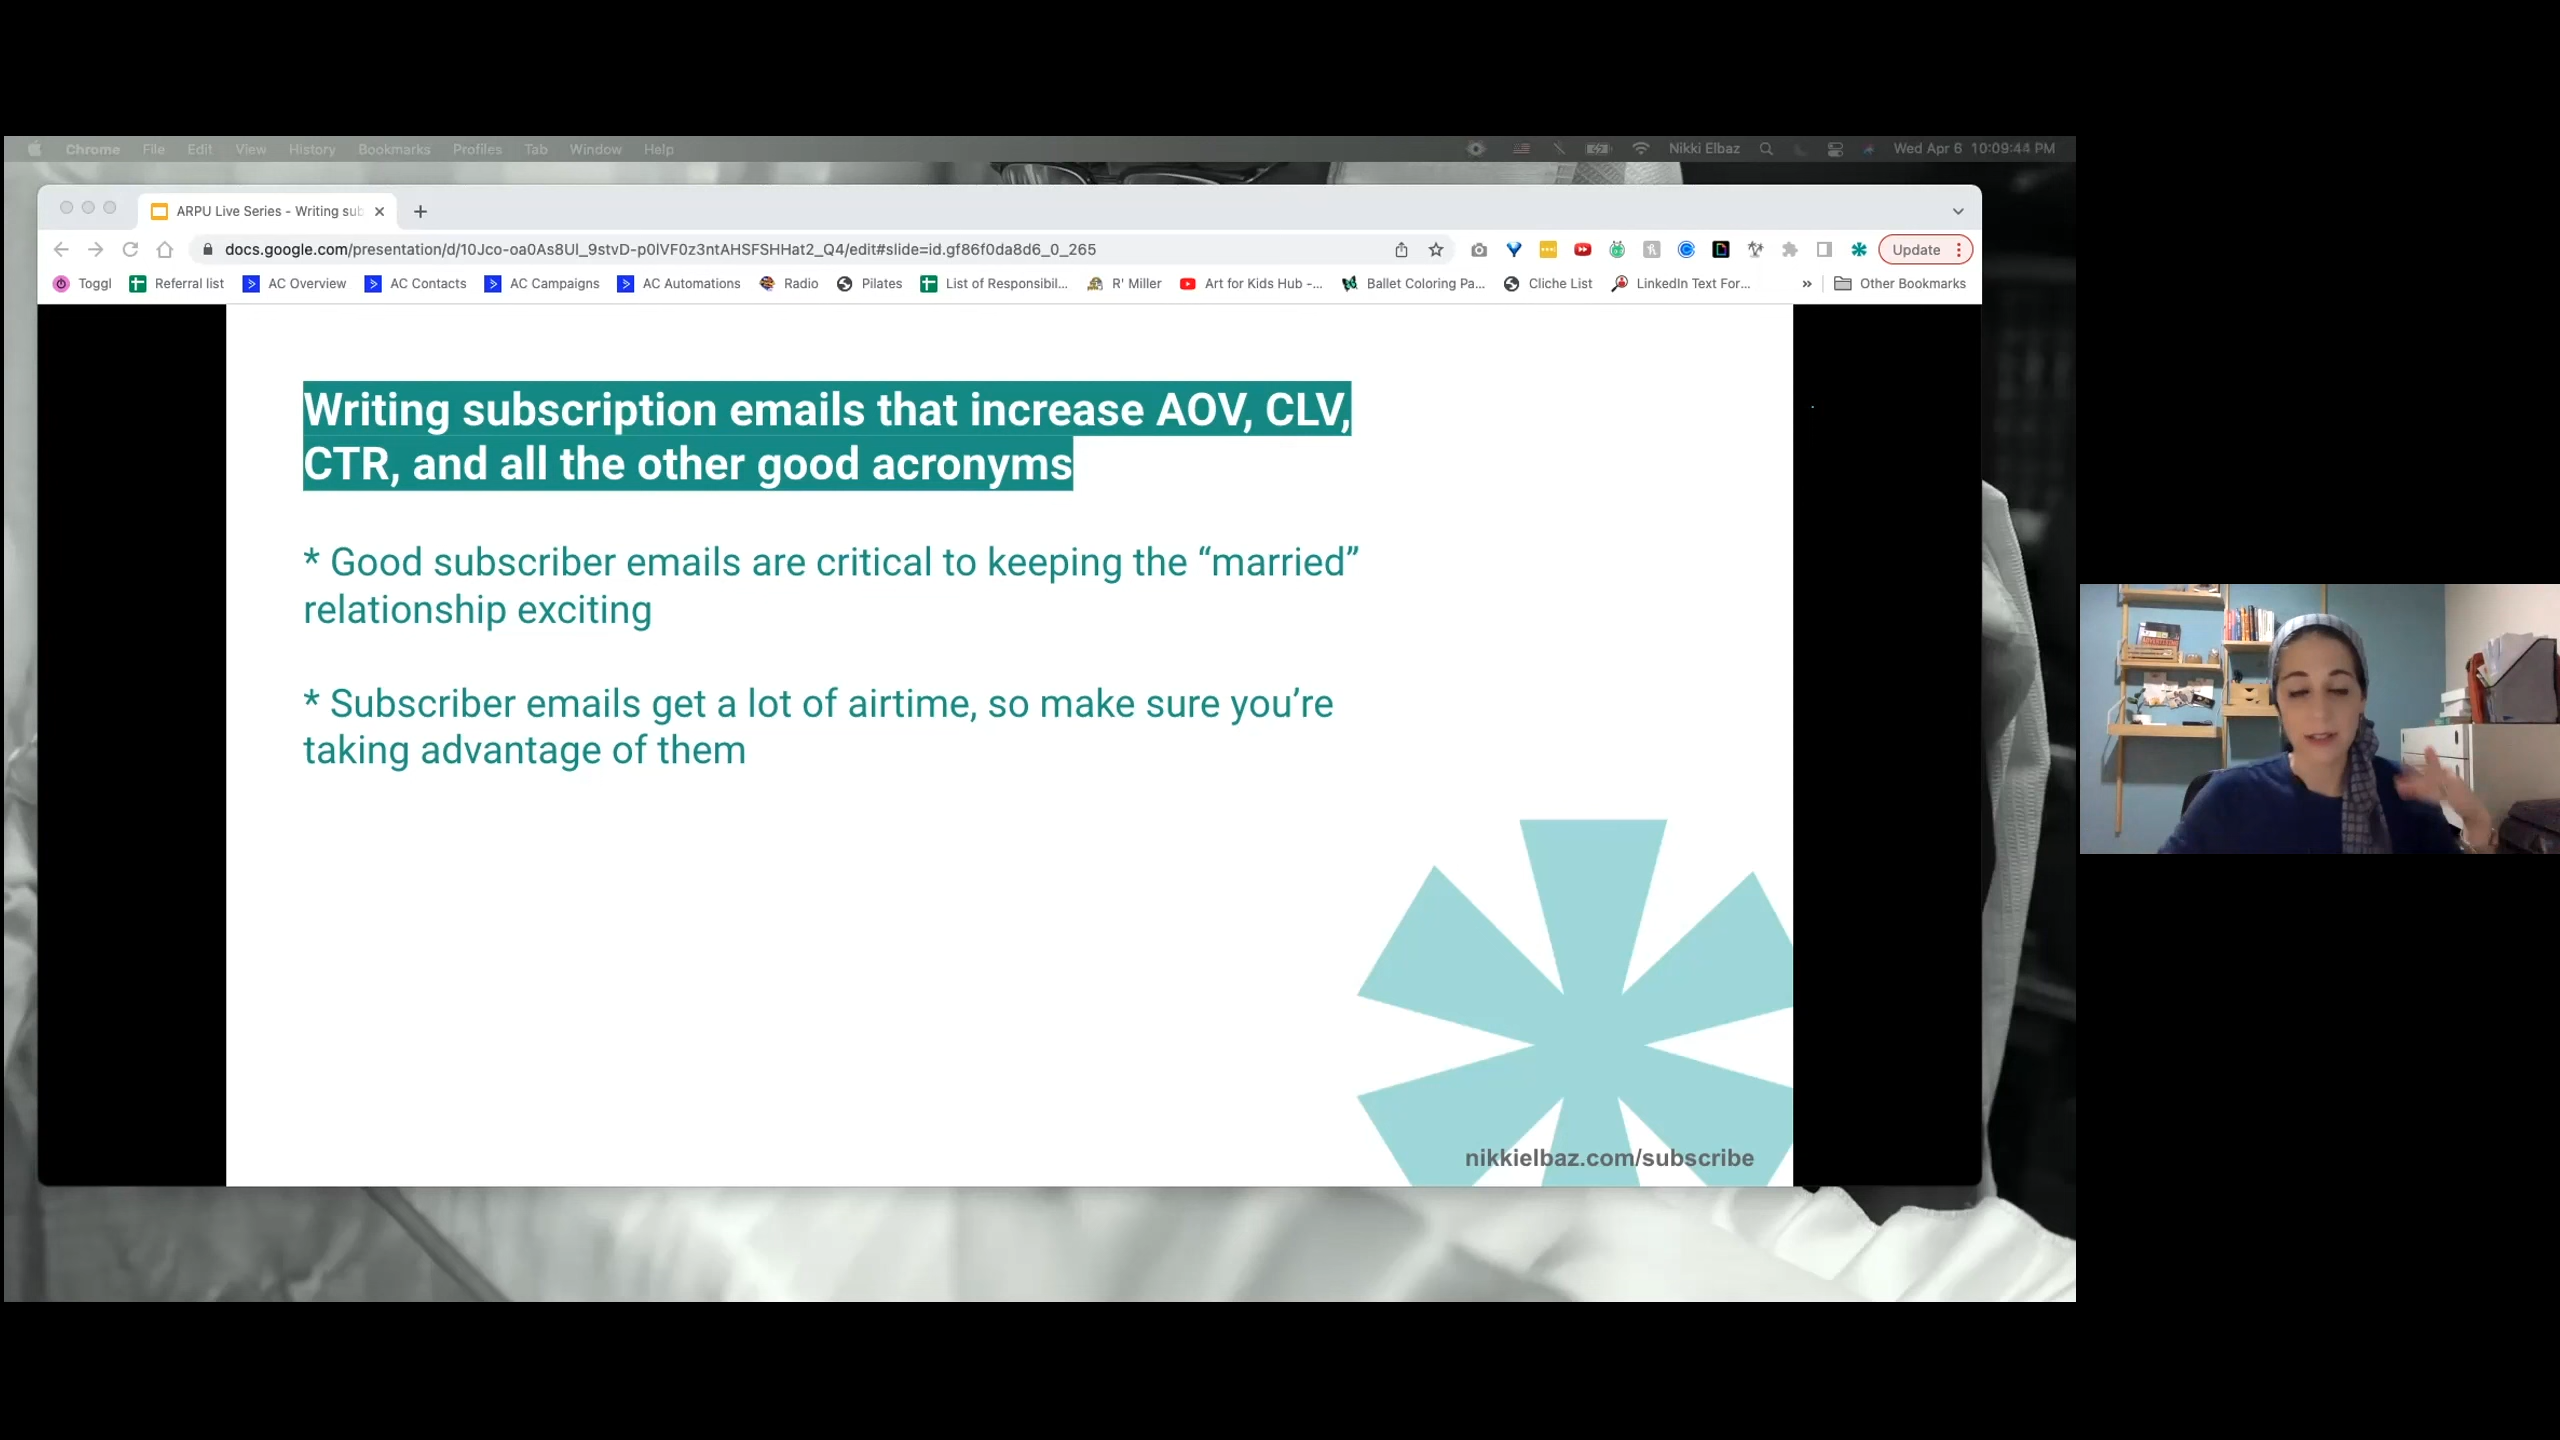 Chrome File Edit View History Bookmarks Profiles Tab Window Help Nikki Elbaz Wed Apr 6 10:09:44 PM
ARPU Live Series - Writing sub
docs.google.com/presentation/d/10Jco-oa0As8UI_9stvD-p0lVF0z3ntAHSFSHHat2_Q4/edit#slide=id.gf86f0da8d6_0_265 Update
Toggl Referral list AC Overview AC Contacts AC Campaigns AC Automations Radio Pilates List of Responsibil... R' Miller Art for Kids Hub -... Ballet Coloring Pa... Cliche List LinkedIn Text For... » Other Bookmarks
Writing subscription emails that increase AOV, CLV,
CTR, and all the other good acronyms
* Good subscriber emails are critical to keeping the “married”
relationship exciting
* Subscriber emails get a lot of airtime, so make sure you’re
taking advantage of them
nikkielbaz.com/subscribe